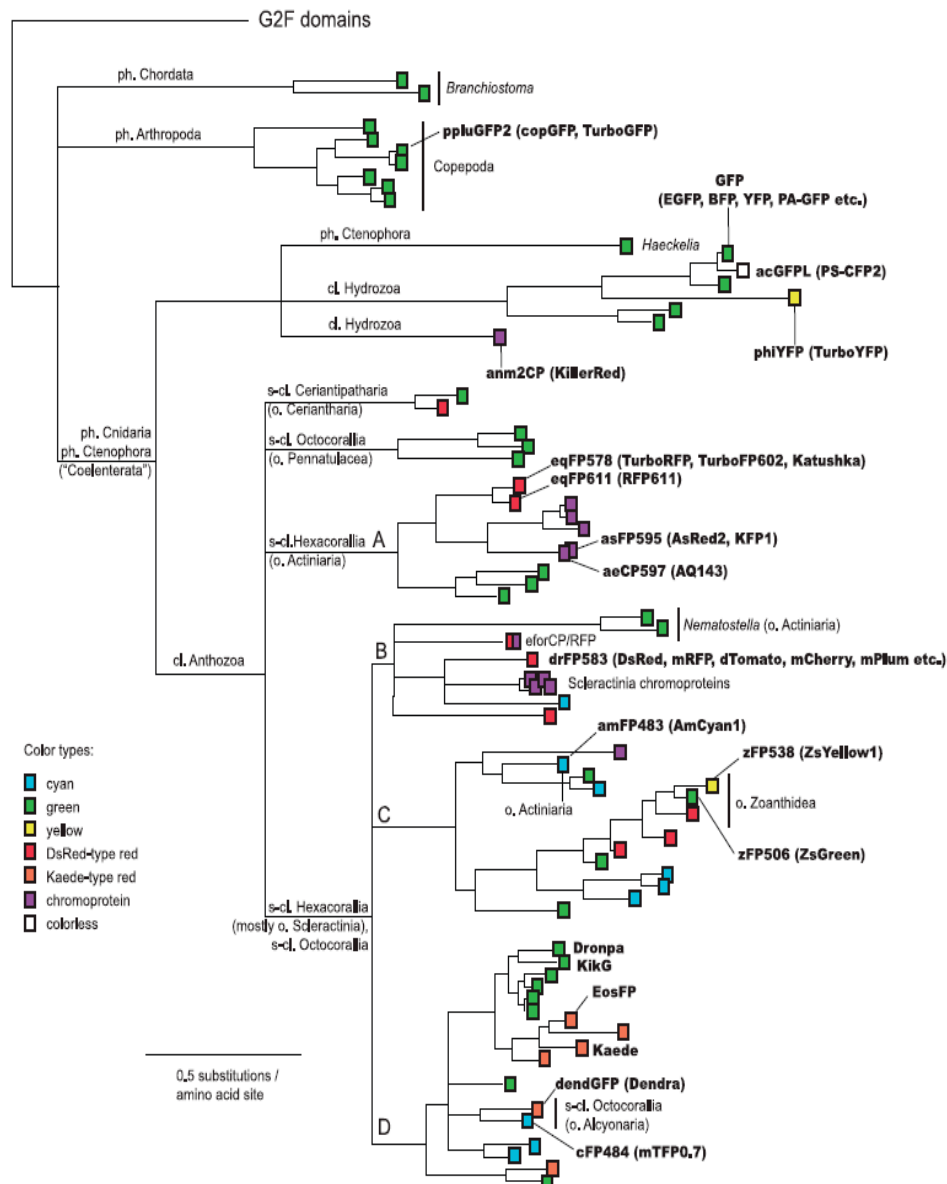 G2F domains
ph. Chordata
Branchiostoma
ph. Arthropoda
ppluGFP2 (copGFP, TurboGFP)
Copepoda
GFP
(EGFP, BFP, YFP, PA-GFP etc.)
ph. Ctenophora
Haeckelia
acGFPL (PS-CFP2)
cl. Hydrozoa
cl. Hydrozoa
phiYFP (TurboYFP)
anm2CP (KillerRed)
s-cl. Ceriantipatharia
(o. Ceriantharia)
ph. Cnidaria
ph. Ctenophora
("Coelenterata")
s-cl. Octocorallia
(o. Pennatulacea)
eqFP578 (TurboRFP, TurboFP602, Katushka)
eqFP611 (RFP611)
s-cl.Hexacorallia
(o. Actiniaria)
A
asFP595 (AsRed2, KFP1)
aeCP597 (AQ143)
Nematostella (o. Actiniaria)
B
eforCP/RFP
cl. Anthozoa
drFP583 (DsRed, mRFP, dTomato, mCherry, mPlum etc.)
Scleractinia chromoproteins
amFP483 (AmCyan1)
zFP538 (ZsYellow1)
o. Actiniaria
o. Zoanthidea
C
zFP506 (ZsGreen)
Color types:
cyan
green
yellow
DsRed-type red
Kaede-type red
chromoprotein
colorless
s-cl. Hexacorallia
(mostly o. Scleractinia),
s-cl. Octocorallia
Dronpa
KikG
EosFP
Kaede
0.5 substitutions /
amino acid site
dendGFP (Dendra)
s-cl. Octocorallia
(o. Alcyonaria)
D
cFP484 (mTFP0.7)